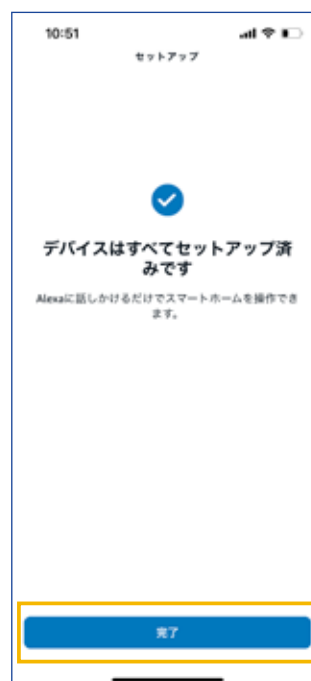 10:51
セットアップ
デバイスはすべてセットアップ済
みです
Alexaに話しかけるだけでスマートホームを操作でき
ます。
完了